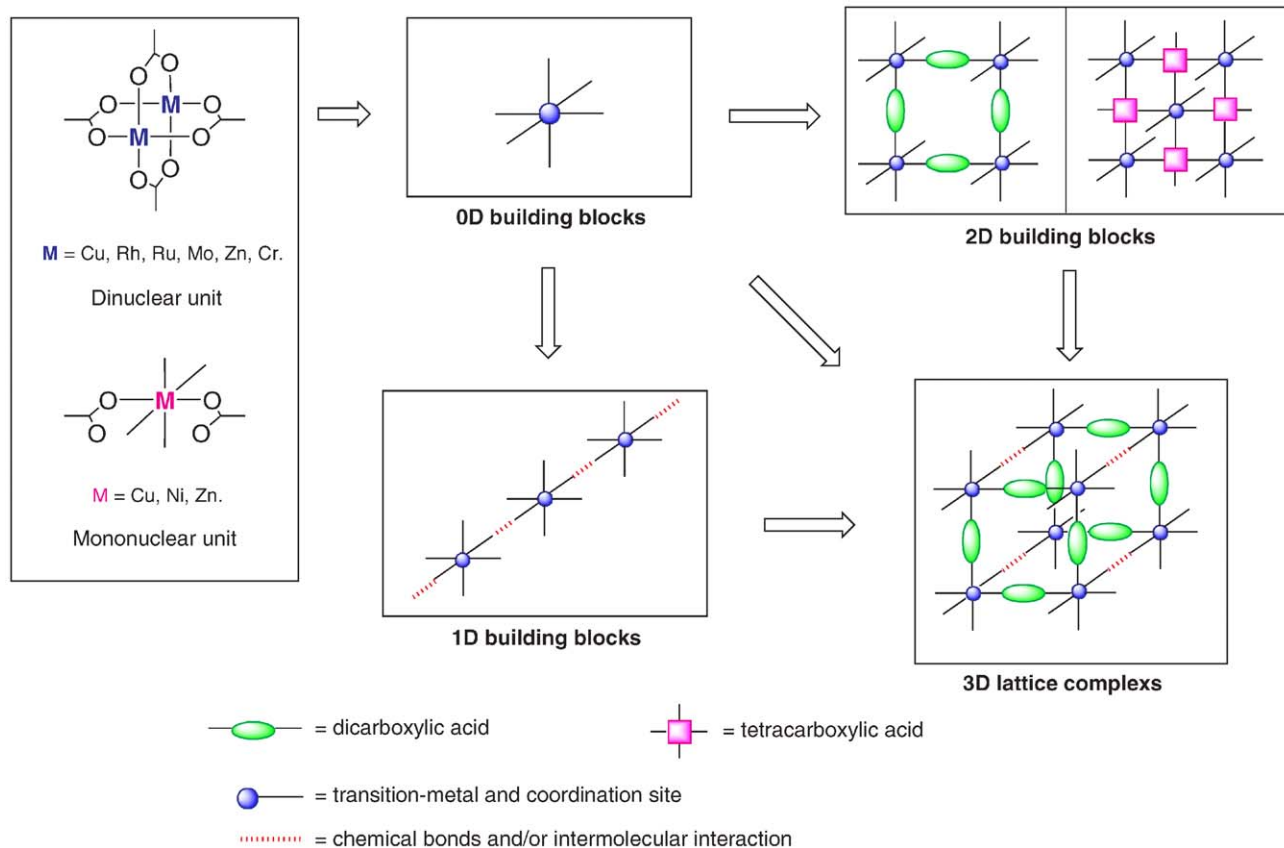 O
O
O
O
O
M
O
O
M
O
O
O
M = Cu, Rh, Ru, Mo, Zn, Cr.
Dinuclear unit
O
M
O
O
O
M = Cu, Ni, Zn.
Mononuclear unit
0D building blocks
2D building blocks
1D building blocks
3D lattice complexs
= dicarboxylic acid
= tetracarboxylic acid
= transition-metal and coordination site
= chemical bonds and/or intermolecular interaction